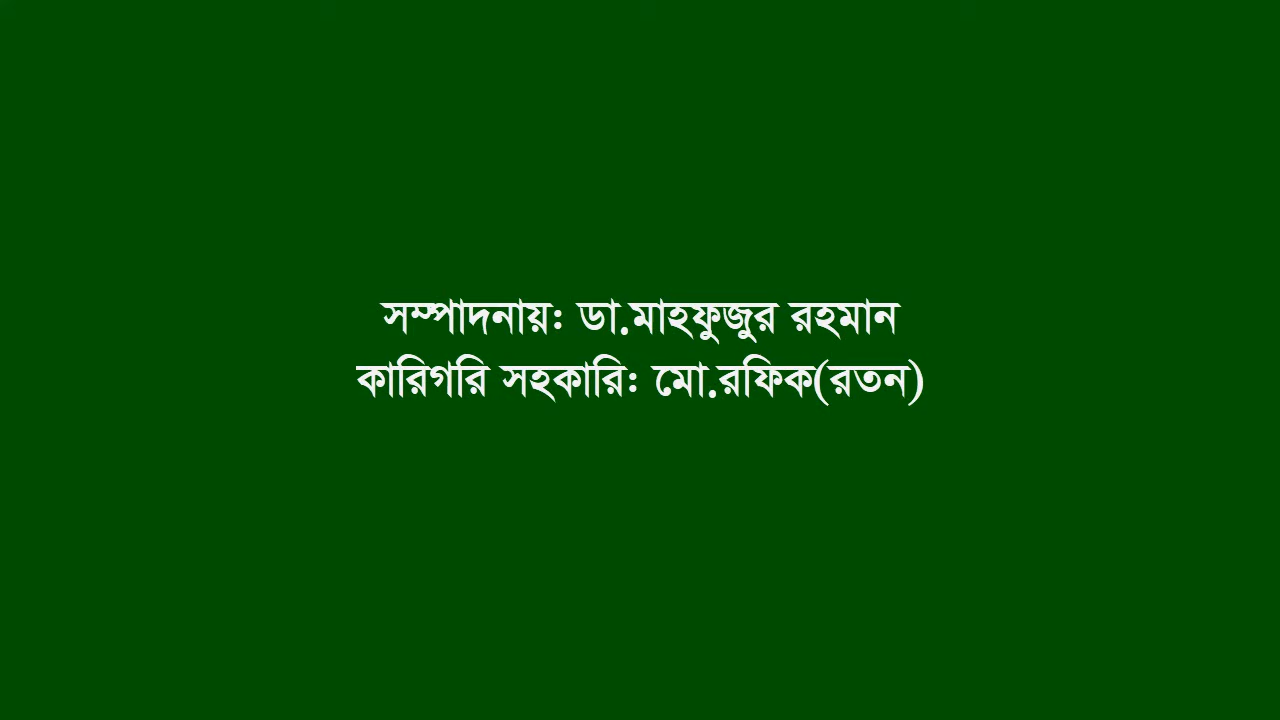 সম্পাদনায়ঃ ডা.মাহফুজুর রহমান
কারিগরি সহকারিঃ মো.রফিক(রতন)